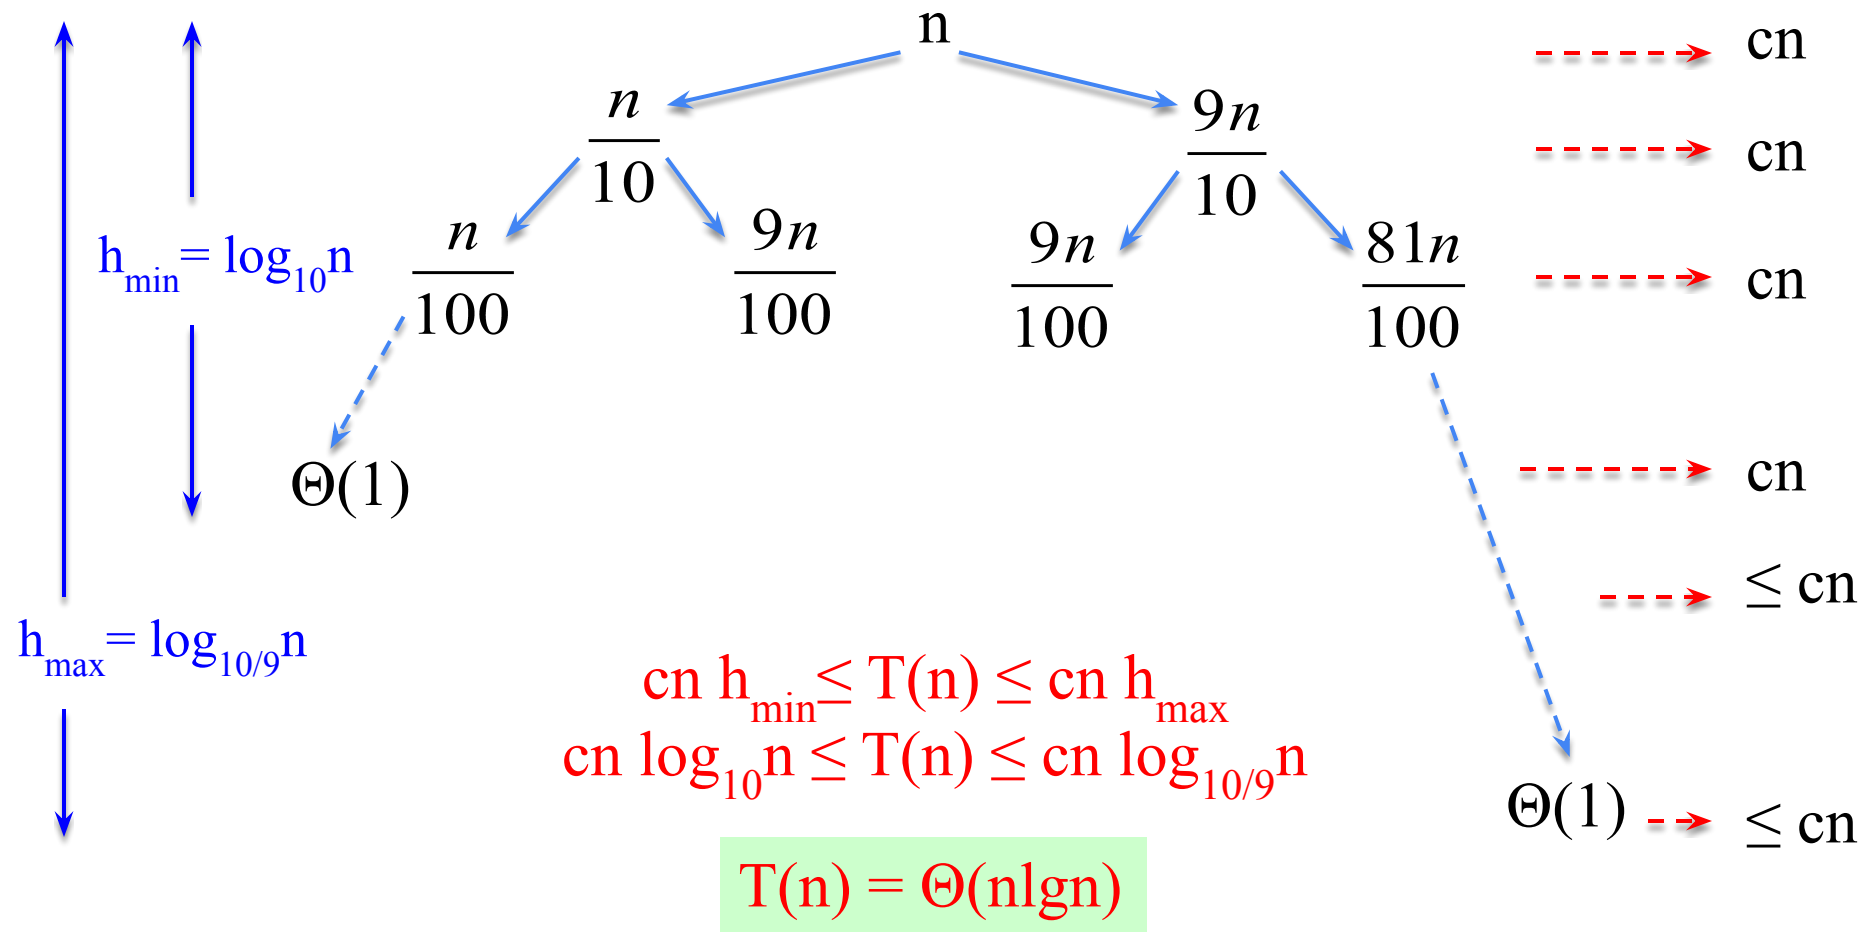 n cn
n/10 9n/10 cn
n/100 9n/100 9n/100 81n/100 cn
h_min = log_10 n
Θ(1) cn
≤ cn
h_max = log_10/9 n
cn h_min ≤ T(n) ≤ cn h_max
cn log_10 n ≤ T(n) ≤ cn log_10/9 n
Θ(1) ≤ cn
T(n) = Θ(nlgn)